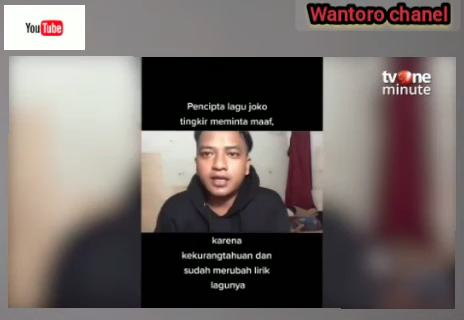 YouTube
Wantoro chanel
tvOne
minute
Pencipta lagu joko
tingkir meminta maaf,
karena
kekurangtahuan dan
sudah merubah lirik
lagunya